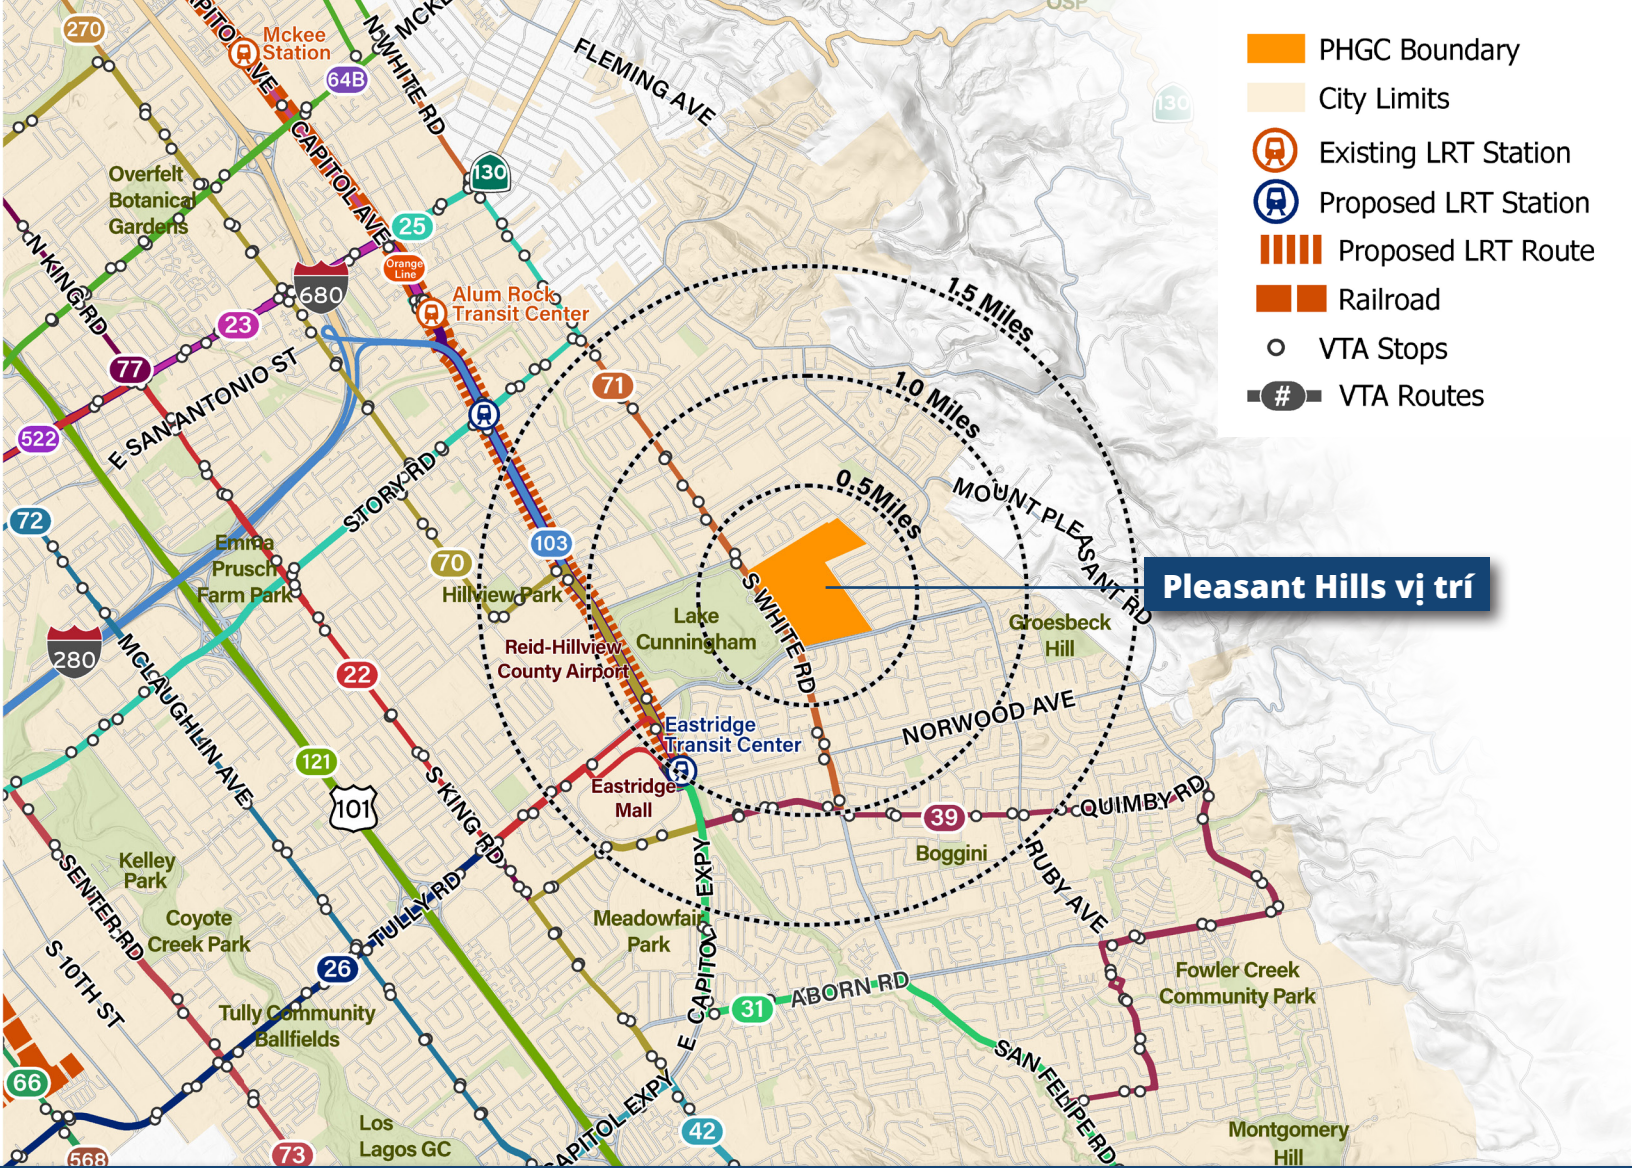 PHGC Boundary
City Limits
Existing LRT Station
Proposed LRT Station
Proposed LRT Route
Railroad
VTA Stops
#
VTA Routes
270
Mckee
Station
64B
N WHITE RD
FLEMING AVE
130
130
CAPITOL AVE
Overfelt
Botanical
Gardens
25
Orange
Line
N KING RD
680
Alum Rock
Transit Center
23
77
E SAN ANTONIO ST
522
71
1.5 Miles
1.0 Miles
0.5Miles
STORY RD
MOUNT PLEASANT RD
72
Emma
Prusch
Farm Park
103
70
Hillview Park
Pleasant Hills vị trí
Lake
Cunningham
S WHITE RD
Groesbeck
Hill
Reid-Hillview
County Airport
280
MCLAUGHLIN AVE
22
NORWOOD AVE
Eastridge
Transit Center
121
101
Eastridge
Mall
S KING RD
39
QUIMBY RD
Boggini
RUBY AVE
Kelley
Park
SENTER RD
Coyote
Creek Park
TULLY RD
Meadowfair
Park
E CAPITOL EXPY
S 10TH ST
26
31
ABORN RD
Fowler Creek
Community Park
Tully Community
Ballfields
SAN FELIPE RD
66
CAPITOL EXPY
42
Los
Lagos GC
73
568
Montgomery
Hill